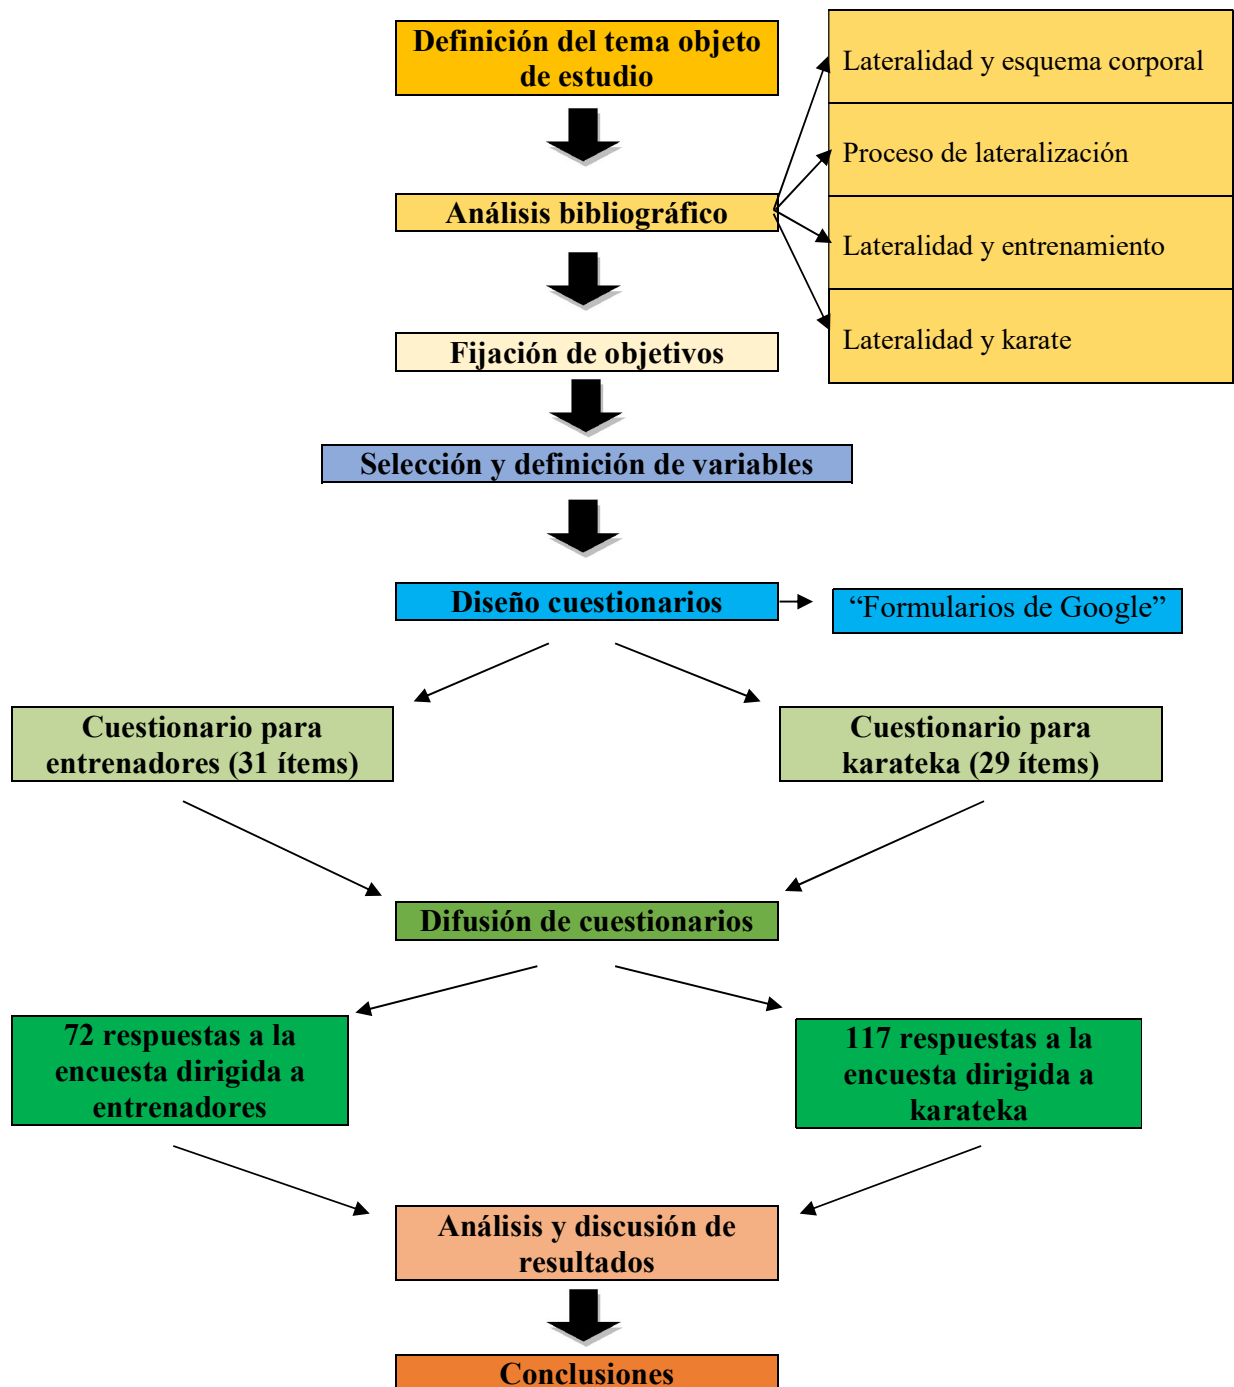 Definición del tema objeto
de estudio
Lateralidad y esquema corporal
Proceso de lateralización
Análisis bibliográfico
Lateralidad y entrenamiento
Lateralidad y karate
Fijación de objetivos
Selección y definición de variables
Diseño cuestionarios
“Formularios de Google”
Cuestionario para
entrenadores (31 ítems)
Cuestionario para
karateka (29 ítems)
Difusión de cuestionarios
72 respuestas a la
encuesta dirigida a
entrenadores
117 respuestas a la
encuesta dirigida a
karateka
Análisis y discusión de
resultados
Conclusiones